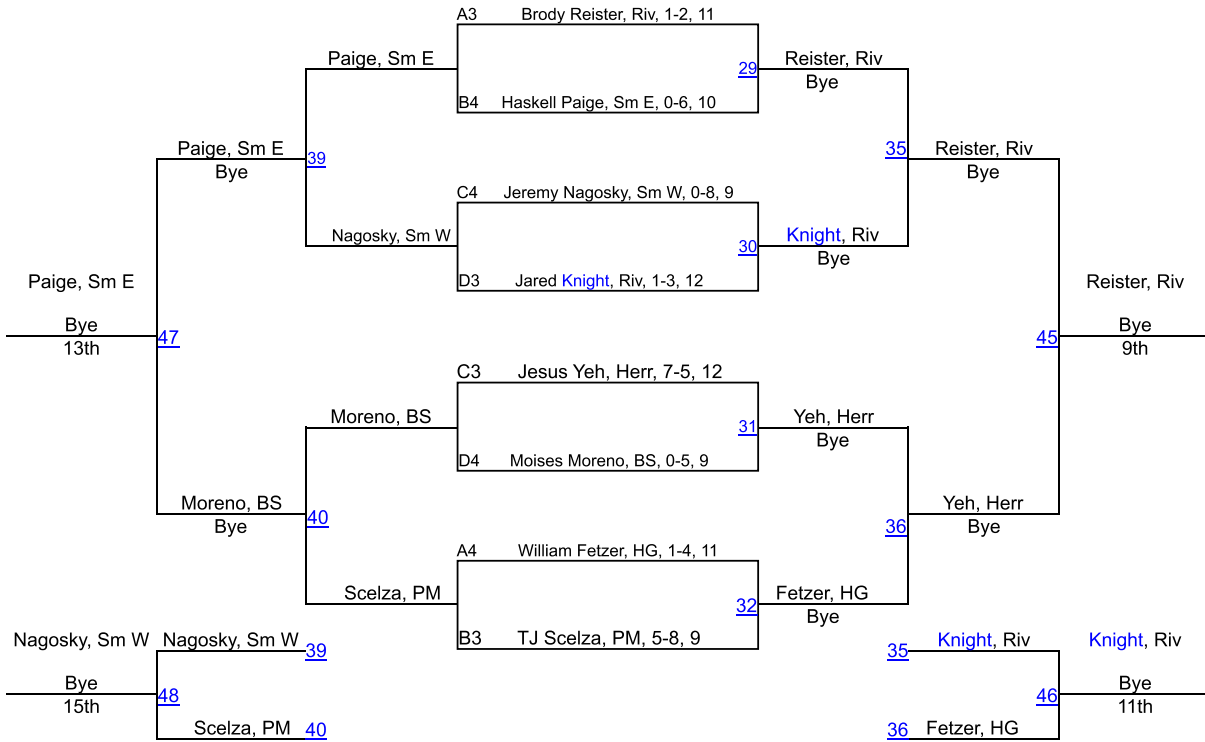 A3 Brody Reister, Riv, 1-2, 11
Paige, Sm E
29
Reister, Riv
Bye
B4 Haskell Paige, Sm E, 0-6, 10
Paige, Sm E
Bye
39
35
Reister, Riv
Bye
C4 Jeremy Nagosky, Sm W, 0-8, 9
Nagosky, Sm W
30
Knight, Riv
Bye
D3 Jared Knight, Riv, 1-3, 12
Paige, Sm E
Bye
13th
47
45
Reister, Riv
Bye
9th
C3 Jesus Yeh, Herr, 7-5, 12
Moreno, BS
31
Yeh, Herr
Bye
D4 Moises Moreno, BS, 0-5, 9
Moreno, BS
Bye
40
36
Yeh, Herr
Bye
A4 William Fetzer, HG, 1-4, 11
Scelza, PM
32
Fetzer, HG
Bye
B3 TJ Scelza, PM, 5-8, 9
Nagosky, Sm W
Nagosky, Sm W
39
35
Knight, Riv
Knight, Riv
Bye
15th
48
46
Bye
11th
Scelza, PM
40
36
Fetzer, HG